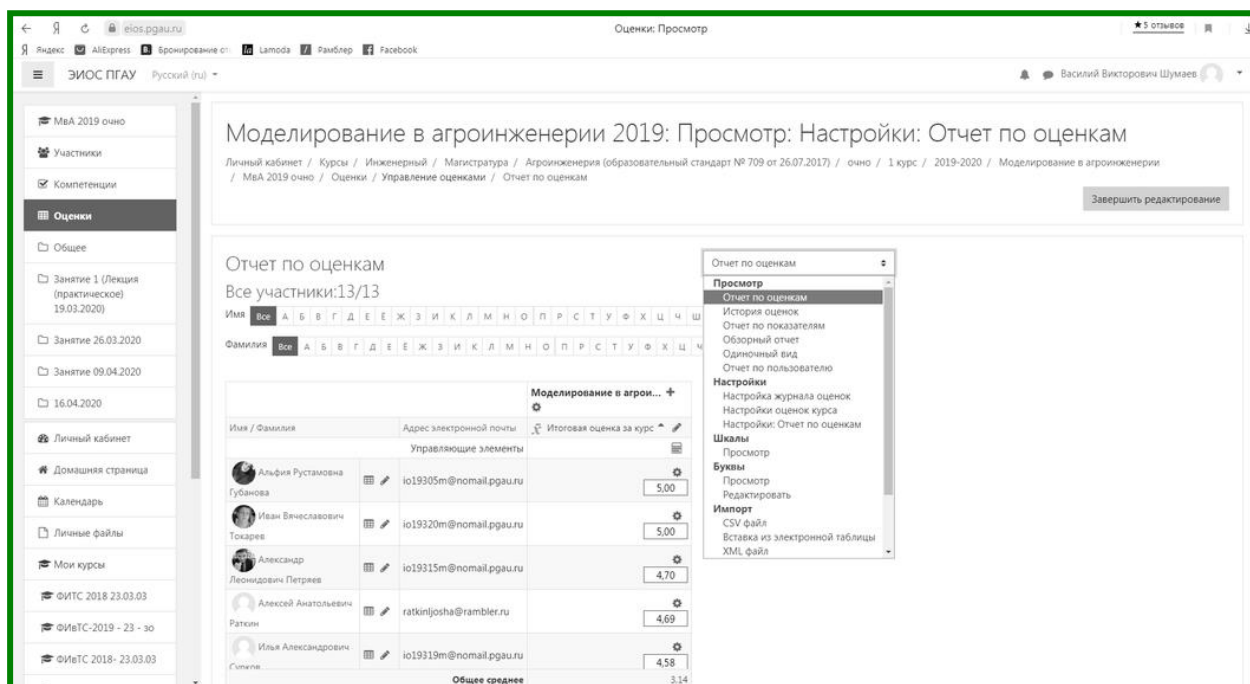 eios.pgau.ru
Оценки: Просмотр
★5 отзывов
Яндекс AliExpress Бронирование от Lamoda Рамблер Facebook
ЭИОС ПГАУ Русский (ru)
Василий Викторович Шумаев
МвА 2019 очно
Участники
Компетенции
Оценки
Общее
Занятие 1 (Лекция
(практическое)
19.03.2020)
Занятие 26.03.2020
Занятие 09.04.2020
16.04.2020
Личный кабинет
Домашняя страница
Календарь
Личные файлы
Мои курсы
ФИТС 2018 23.03.03
ФИвТС-2019 - 23 - зо
ФИвТС 2018- 23.03.03
Моделирование в агроинженерии 2019: Просмотр: Настройки: Отчет по оценкам
Личный кабинет / Курсы / Инженерный / Магистратура / Агроинженерия (образовательный стандарт № 709 от 26.07.2017) / очно / 1 курс / 2019-2020 / Моделирование в агроинженерии
/ МвА 2019 очно / Оценки / Управление оценками / Отчет по оценкам
Завершить редактирование
Отчет по оценкам
Все участники:13/13
Имя Все А Б В Г Д Е Ё Ж З И К Л М Н О П Р С Т У Ф Х Ц Ч Ш
Фамилия Все А Б В Г Д Е Ё Ж З И К Л М Н О П Р С Т У Ф Х Ц Ч
Моделирование в агрои...
Имя / Фамилия Адрес электронной почты Итоговая оценка за курс
Управляющие элементы
Альфия Рустамовна
Губанова io19305m@nomail.pgau.ru 5,00
Иван Вячеславович
Токарев io19320m@nomail.pgau.ru 5,00
Александр
Леонидович Петряев io19315m@nomail.pgau.ru 4,70
Алексей Анатольевич
Раткин ratkinljosha@rambler.ru 4,69
Илья Александрович
Сурков io19319m@nomail.pgau.ru 4,58
Общее среднее 3.14
Отчет по оценкам
Просмотр
Отчет по оценкам
История оценок
Отчет по показателям
Обзорный отчет
Одиночный вид
Отчет по пользователю
Настройки
Настройка журнала оценок
Настройки оценок курса
Настройки: Отчет по оценкам
Шкалы
Просмотр
Буквы
Просмотр
Редактировать
Импорт
CSV файл
Вставка из электронной таблицы
XML файл